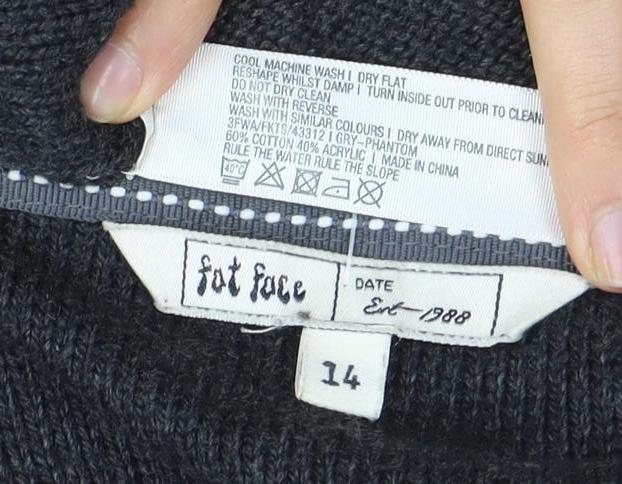 COOL MACHINE WASH | DRY FLAT
RESHAPE WHILST DAMP | TURN INSIDE OUT PRIOR TO CLEAN
DO NOT DRY CLEAN
WASH WITH REVERSE
WASH WITH SIMILAR COLOURS | DRY AWAY FROM DIRECT SUN
3FWA/FKTS/43312 | GRY-PHANTOM
60% COTTON 40% ACRYLIC | MADE IN CHINA
RULE THE WATER RULE THE SLOPE
40°C
fat face
DATE
Est-1988
14